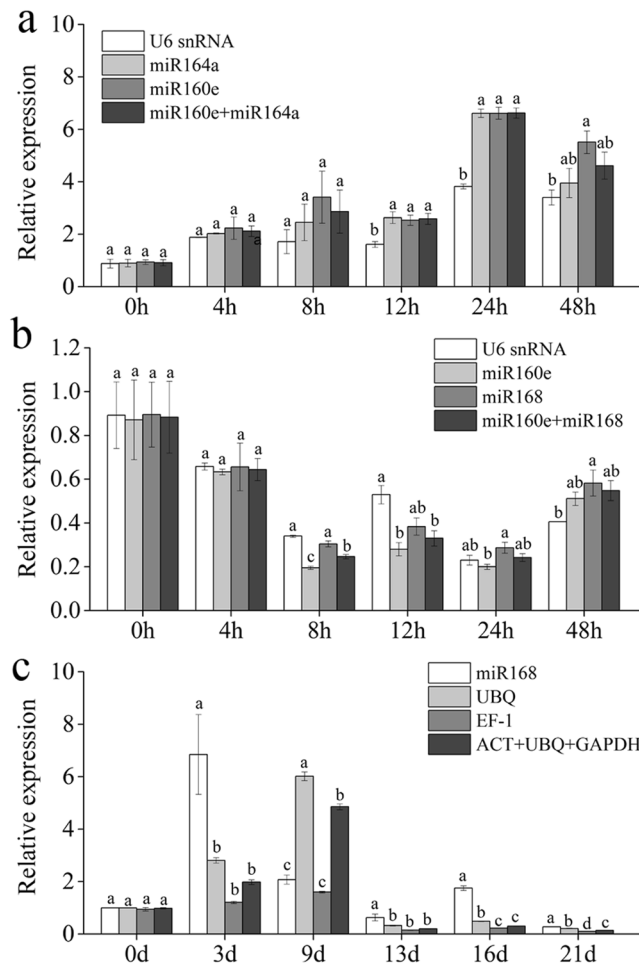 a
10
8
6
4
2
0
Relative expression
U6 snRNA
miR164a
miR160e
miR160e+miR164a
a a a a
a a a a
a
a a a a
b a a a
b a a a
b ab a ab
0h 4h 8h 12h 24h 48h
b
1.2
1.0
0.8
0.6
0.4
0.2
0.0
Relative expression
U6 snRNA
miR160e
miR168
miR160e+miR168
a a a a
a a a a
a c a b
a b ab b
ab b a ab
b ab a ab
0h 4h 8h 12h 24h 48h
c
10
8
6
4
2
0
Relative expression
miR168
UBQ
EF-1
ACT+UBQ+GAPDH
a a a a
a b b b
c a c b
a b b b
a b c c
a b d c
0d 3d 9d 13d 16d 21d